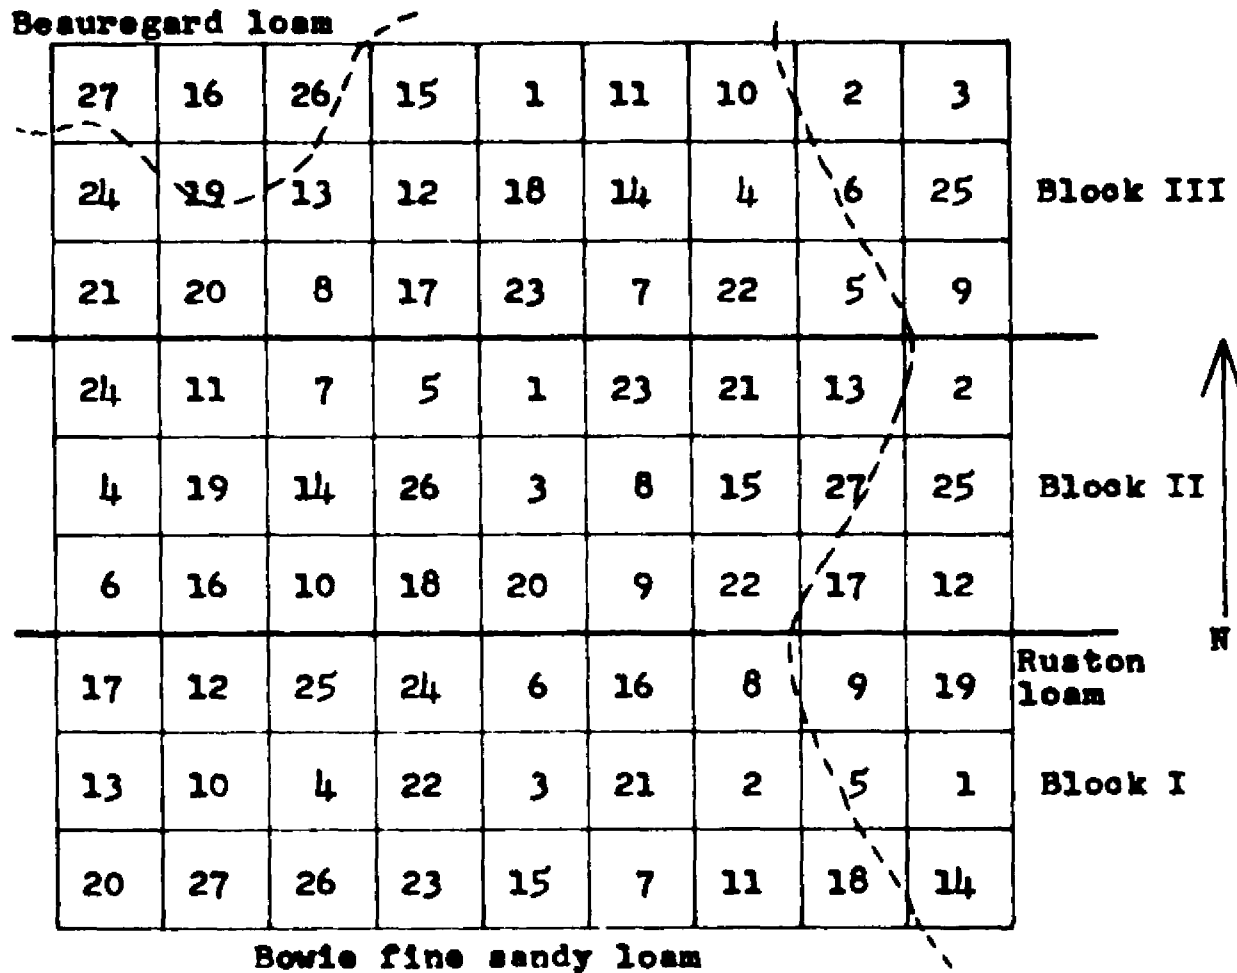 Beauregard loam
27 16 26 15 1 11 10 2 3
24 19 13 12 18 14 4 6 25 Block III
21 20 8 17 23 7 22 5 9
24 11 7 5 1 23 21 13 2
4 19 14 26 3 8 15 27 25 Block II
6 16 10 18 20 9 22 17 12
N
17 12 25 24 6 16 8 9 19 Ruston
loam
13 10 4 22 3 21 2 5 1 Block I
20 27 26 23 15 7 11 18 14
Bowie fine sandy loam